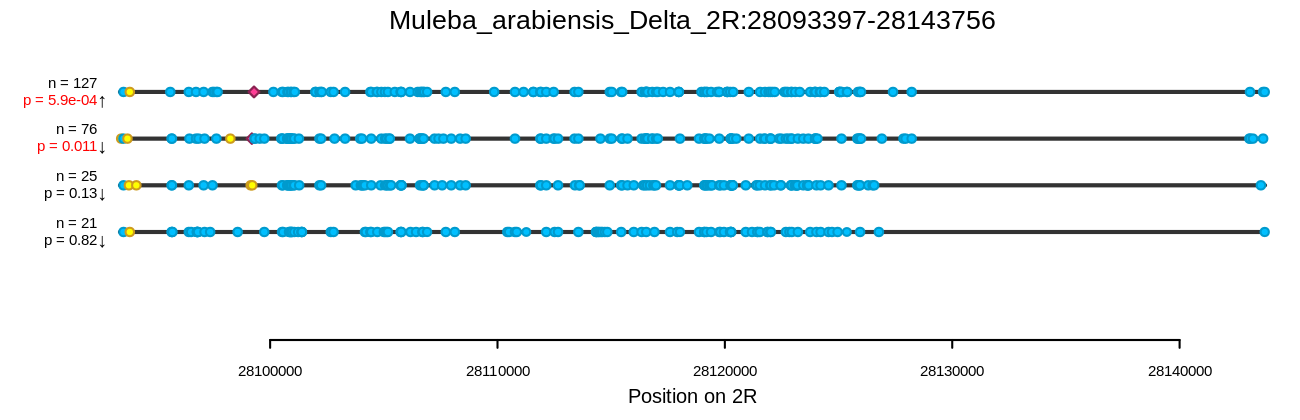 Muleba_arabiensis_Delta_2R:28093397-28143756
n = 127
p = 5.9e-04↑
n = 76
p = 0.011↓
n = 25
p = 0.13↓
n = 21
p = 0.82↓
28100000 28110000 28120000 28130000 28140000
Position on 2R